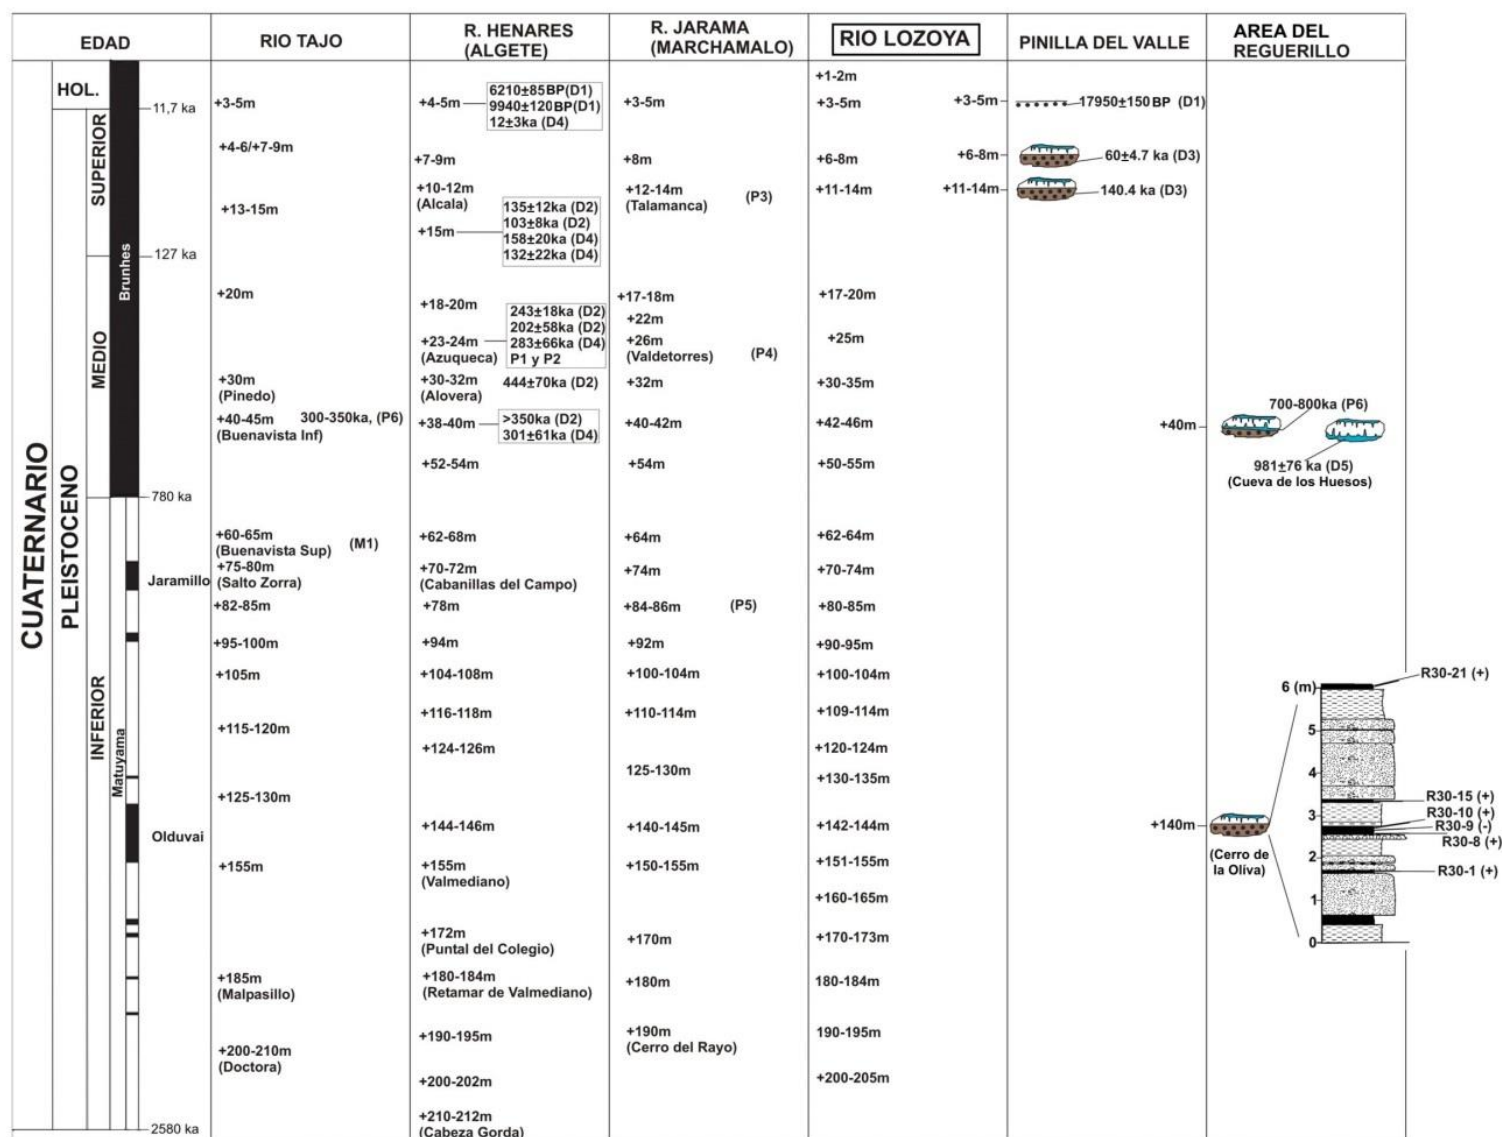 EDAD
RIO TAJO
R. HENARES
(ALGETE)
R. JARAMA
(MARCHAMALO)
RIO LOZOYA
PINILLA DEL VALLE
AREA DEL
REGUERILLO
CUATERNARIO
PLEISTOCENO
HOL.
SUPERIOR
MEDIO
INFERIOR
Brunhes
Matuyama
11,7 ka
127 ka
780 ka
Jaramillo
Olduvai
2580 ka
+3-5m
+4-6/+7-9m
+13-15m
+20m
+30m
(Pinedo)
+40-45m 300-350ka, (P6)
(Buenavista Inf)
+60-65m
(Buenavista Sup) (M1)
+75-80m
(Salto Zorra)
+82-85m
+95-100m
+105m
+115-120m
+125-130m
+155m
+185m
(Malpasillo)
+200-210m
(Doctora)
+4-5m
6210±85BP(D1)
9940±120BP(D1)
12±3ka (D4)
+7-9m
+10-12m
(Alcala)
+15m
135±12ka (D2)
103±8ka (D2)
158±20ka (D4)
132±22ka (D4)
+18-20m
+23-24m
(Azuqueca)
243±18ka (D2)
202±58ka (D2)
283±66ka (D4)
P1 y P2
+30-32m 444±70ka (D2)
(Alovera)
+38-40m
>350ka (D2)
301±61ka (D4)
+52-54m
+62-68m
+70-72m
(Cabanillas del Campo)
+78m
+94m
+104-108m
+116-118m
+124-126m
+144-146m
+155m
(Valmediano)
+172m
(Puntal del Colegio)
+180-184m
(Retamar de Valmediano)
+190-195m
+200-202m
+210-212m
(Cabeza Gorda)
+3-5m
+8m
+12-14m (P3)
(Talamanca)
+17-18m
+22m
+26m
(Valdetorres) (P4)
+32m
+40-42m
+54m
+64m
+74m
+84-86m (P5)
+92m
+100-104m
+110-114m
125-130m
+140-145m
+150-155m
+170m
+180m
+190m
(Cerro del Rayo)
+1-2m
+3-5m
+6-8m
+11-14m
+17-20m
+25m
+30-35m
+42-46m
+50-55m
+62-64m
+70-74m
+80-85m
+90-95m
+100-104m
+109-114m
+120-124m
+130-135m
+142-144m
+151-155m
+160-165m
+170-173m
180-184m
190-195m
+200-205m
+3-5m 17950±150 BP (D1)
+6-8m 60±4.7 ka (D3)
+11-14m 140.4 ka (D3)
+40m
700-800ka (P6)
981±76 ka (D5)
(Cueva de los Huesos)
+140m
(Cerro de
la Oliva)
6 (m)
5
4
3
2
1
0
R30-21 (+)
R30-15 (+)
R30-10 (+)
R30-9 (-)
R30-8 (+)
R30-1 (+)